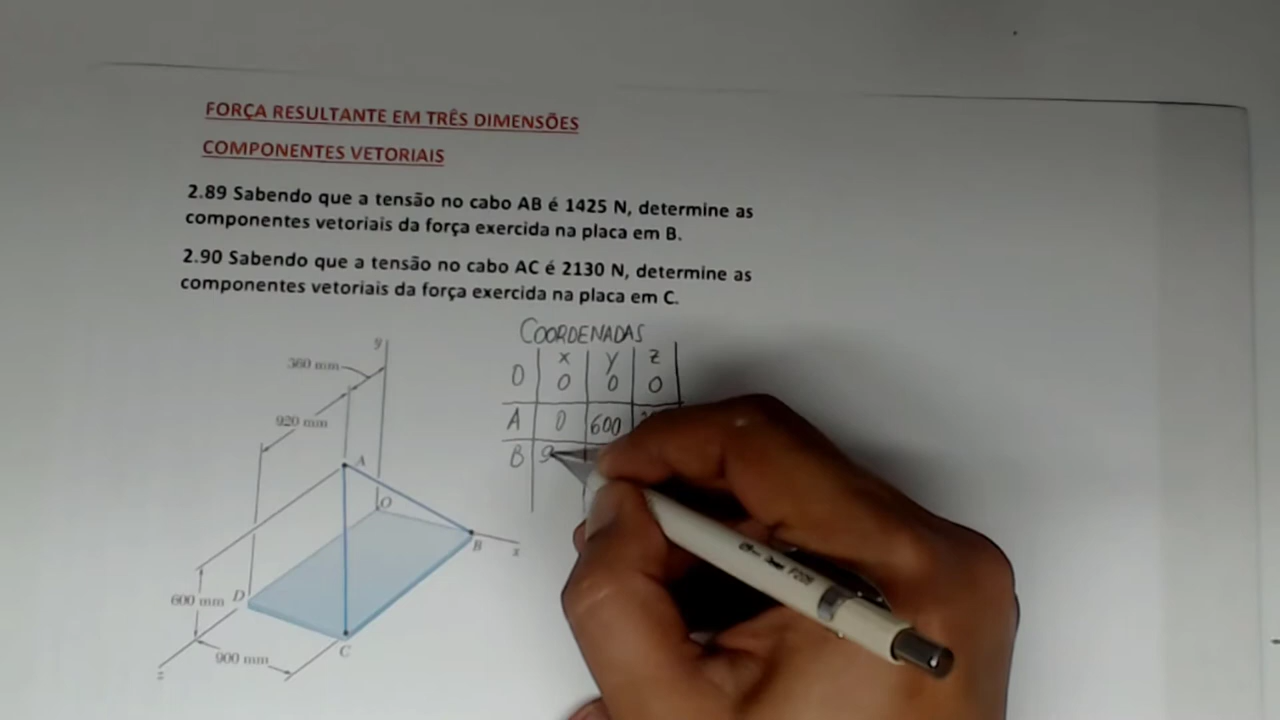 FORÇA RESULTANTE EM TRÊS DIMENSÕES
COMPONENTES VETORIAIS
2.89 Sabendo que a tensão no cabo AB é 1425 N, determine as
componentes vetoriais da força exercida na placa em B.
2.90 Sabendo que a tensão no cabo AC é 2130 N, determine as
componentes vetoriais da força exercida na placa em C.
COORDENADAS
x y z
O 0 0 0
A 0 600
B 9
y
360 mm
920 mm
A
O
B
x
600 mm
D
900 mm
C
z